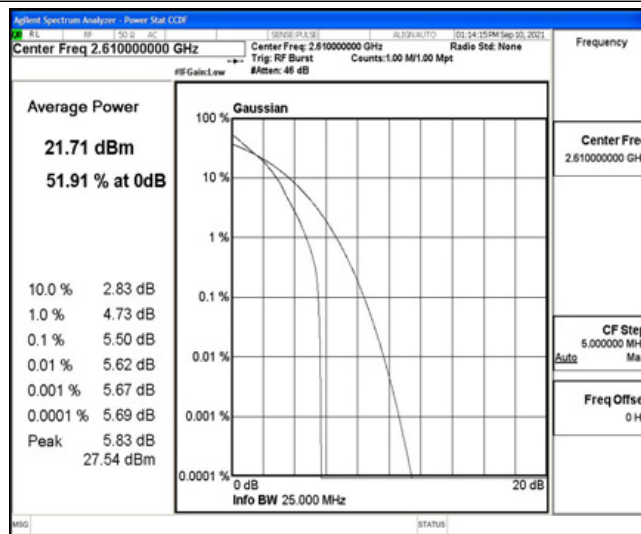 Agilent Spectrum Analyzer - Power Stat CCDF
RL RF 50 Ω AC SENSE:PULSE ALIGN AUTO 01:14:15 PM Sep 10, 2021
Center Freq 2.610000000 GHz
Center Freq: 2.610000000 GHz Radio Std: None
Trig: RF Burst Counts:1.00 M/1.00 Mpt
#IFGain:Low #Atten: 46 dB
Frequency
Average Power
21.71 dBm
51.91 % at 0dB
10.0 % 2.83 dB
1.0 % 4.73 dB
0.1 % 5.50 dB
0.01 % 5.62 dB
0.001 % 5.67 dB
0.0001 % 5.69 dB
Peak 5.83 dB
27.54 dBm
Gaussian
100 %
10 %
1 %
0.1 %
0.01 %
0.001 %
0.0001 %
0 dB 20 dB
Info BW 25.000 MHz
Center Fre
2.610000000 GH
CF Ste
5.000000 MH
Auto Ma
Freq Offse
0 H
MSG STATUS